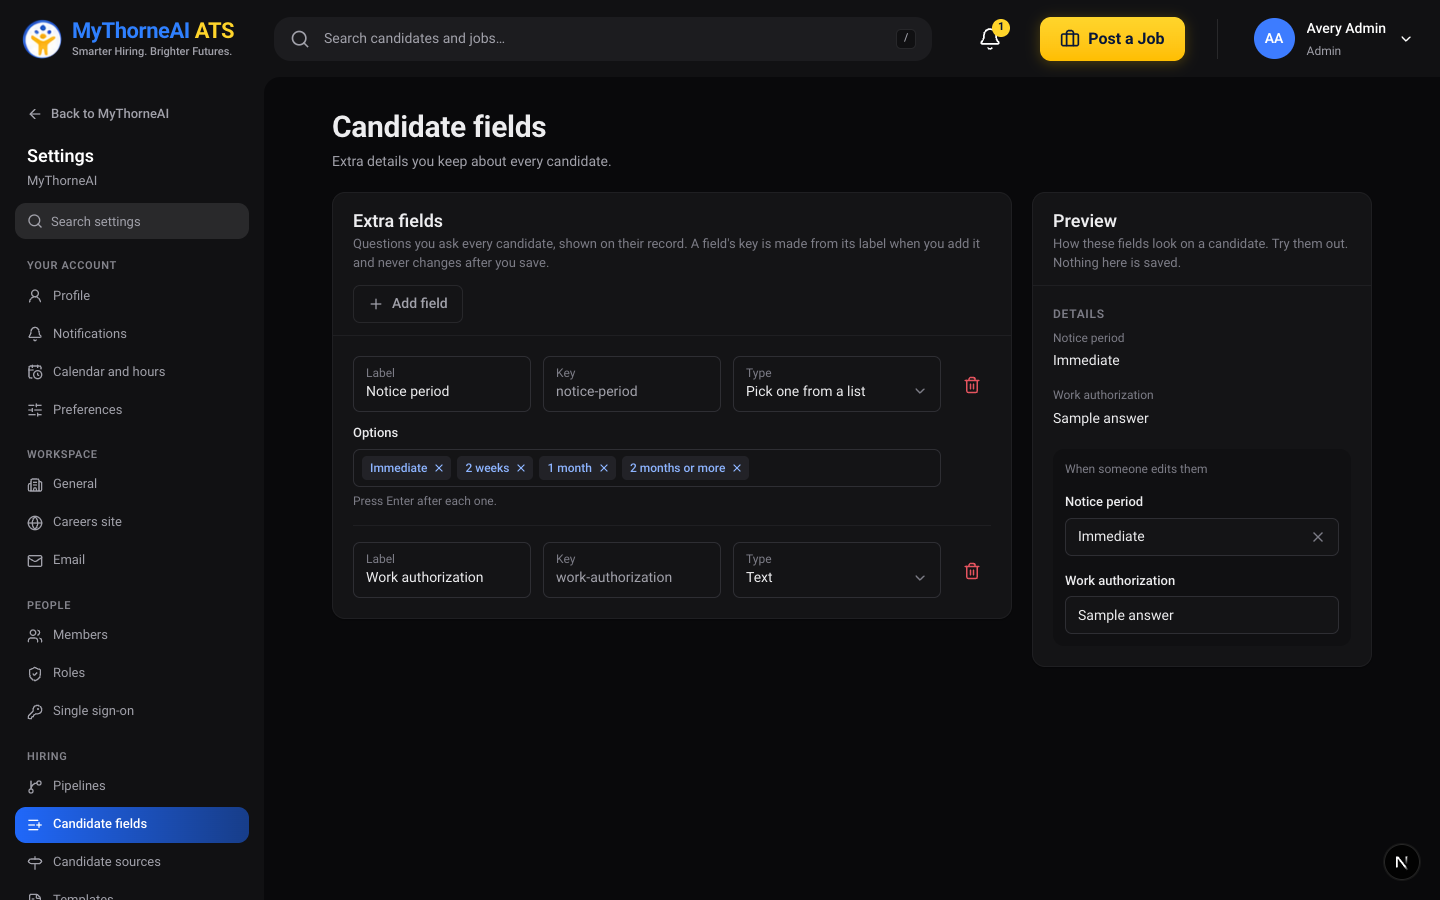 MyThorneAI ATS
Smarter Hiring. Brighter Futures.
Search candidates and jobs...
/
1
Post a Job
AA
Avery Admin
Admin
Back to MyThorneAI
Settings
MyThorneAI
Search settings
YOUR ACCOUNT
Profile
Notifications
Calendar and hours
Preferences
WORKSPACE
General
Careers site
Email
PEOPLE
Members
Roles
Single sign-on
HIRING
Pipelines
Candidate fields
Candidate sources
Templates
Candidate fields
Extra details you keep about every candidate.
Extra fields
Questions you ask every candidate, shown on their record. A field's key is made from its label when you add it
and never changes after you save.
Add field
Label
Notice period
Key
notice-period
Type
Pick one from a list
Options
Immediate
2 weeks
1 month
2 months or more
Press Enter after each one.
Label
Work authorization
Key
work-authorization
Type
Text
Preview
How these fields look on a candidate. Try them out.
Nothing here is saved.
DETAILS
Notice period
Immediate
Work authorization
Sample answer
When someone edits them
Notice period
Immediate
Work authorization
Sample answer
N